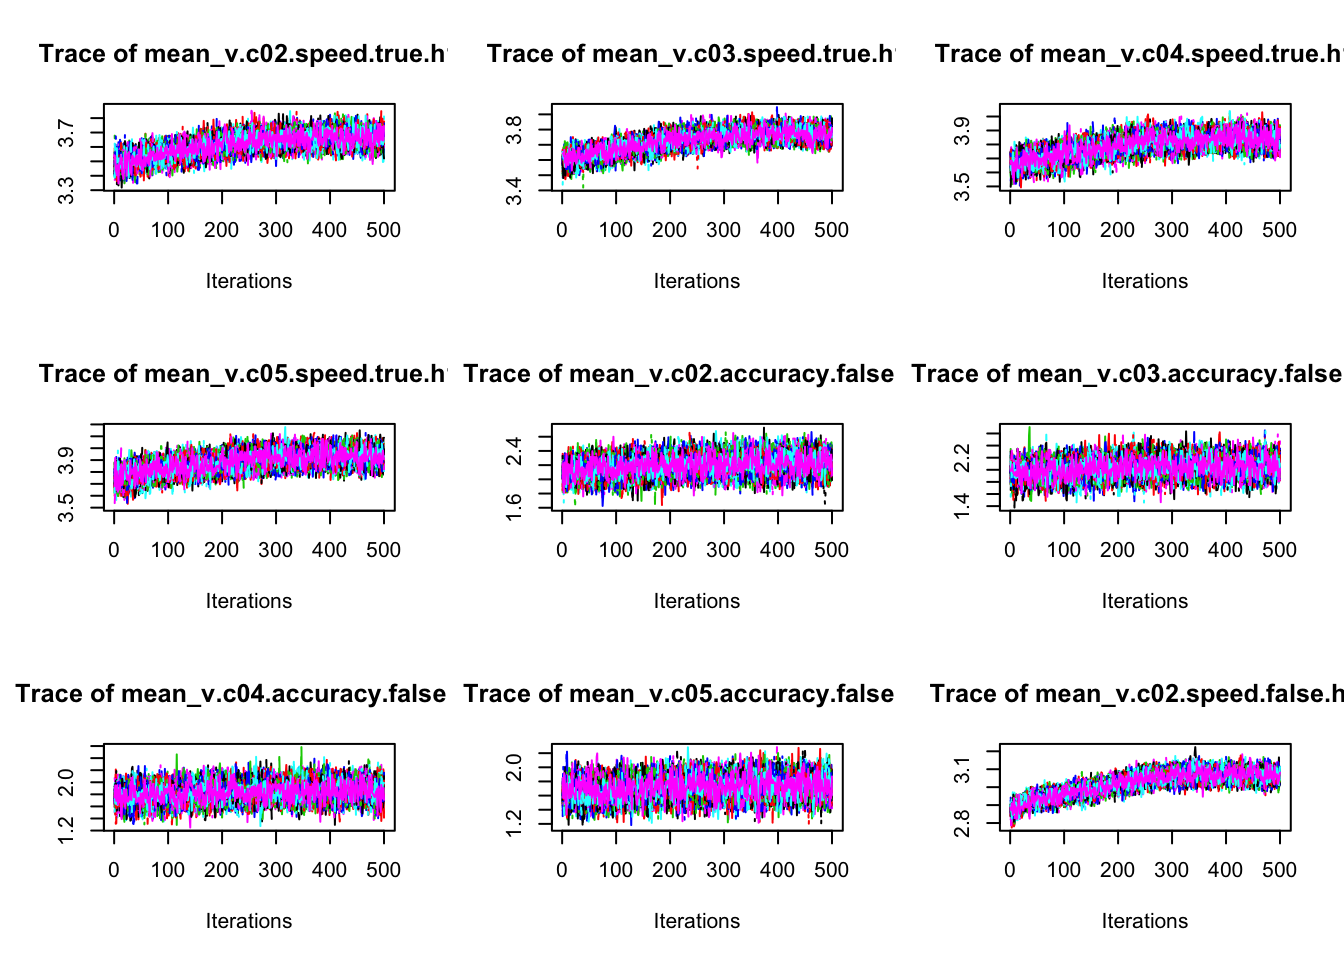 Trace of mean_v.c02.speed.true.h
Trace of mean_v.c03.speed.true.h
Trace of mean_v.c04.speed.true.h
3.7
3.3
0 100 200 300 400 500
Iterations
3.8
3.4
0 100 200 300 400 500
Iterations
3.9
3.5
0 100 200 300 400 500
Iterations
Trace of mean_v.c05.speed.true.h
Trace of mean_v.c02.accuracy.false
Trace of mean_v.c03.accuracy.false
3.9
3.5
0 100 200 300 400 500
Iterations
2.4
1.6
0 100 200 300 400 500
Iterations
2.2
1.4
0 100 200 300 400 500
Iterations
Trace of mean_v.c04.accuracy.false
Trace of mean_v.c05.accuracy.false
Trace of mean_v.c02.speed.false.h
2.0
1.2
0 100 200 300 400 500
Iterations
2.0
1.2
0 100 200 300 400 500
Iterations
3.1
2.8
0 100 200 300 400 500
Iterations